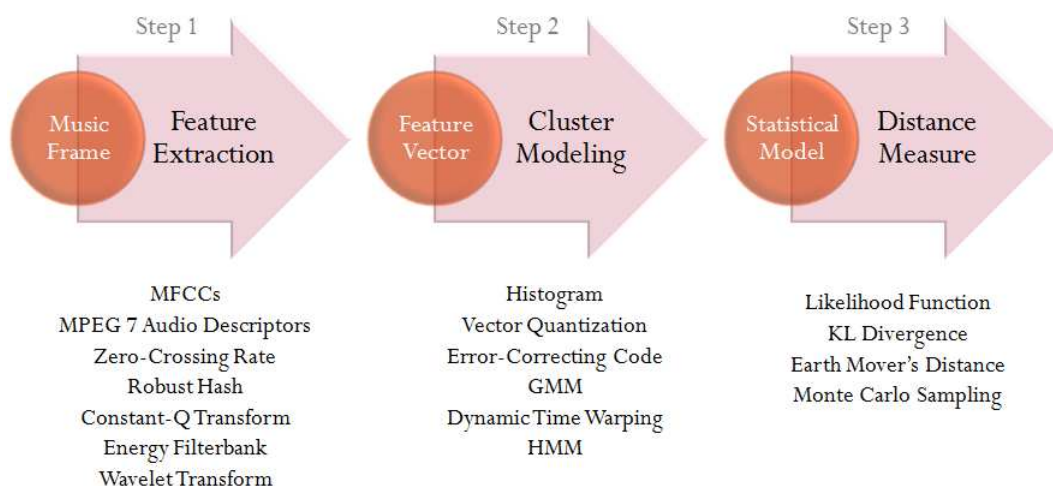 Step 1
Music
Frame
Feature
Extraction
MFCCs
MPEG 7 Audio Descriptors
Zero-Crossing Rate
Robust Hash
Constant-Q Transform
Energy Filterbank
Wavelet Transform
Step 2
Feature
Vector
Cluster
Modeling
Histogram
Vector Quantization
Error-Correcting Code
GMM
Dynamic Time Warping
HMM
Step 3
Statistical
Model
Distance
Measure
Likelihood Function
KL Divergence
Earth Mover's Distance
Monte Carlo Sampling